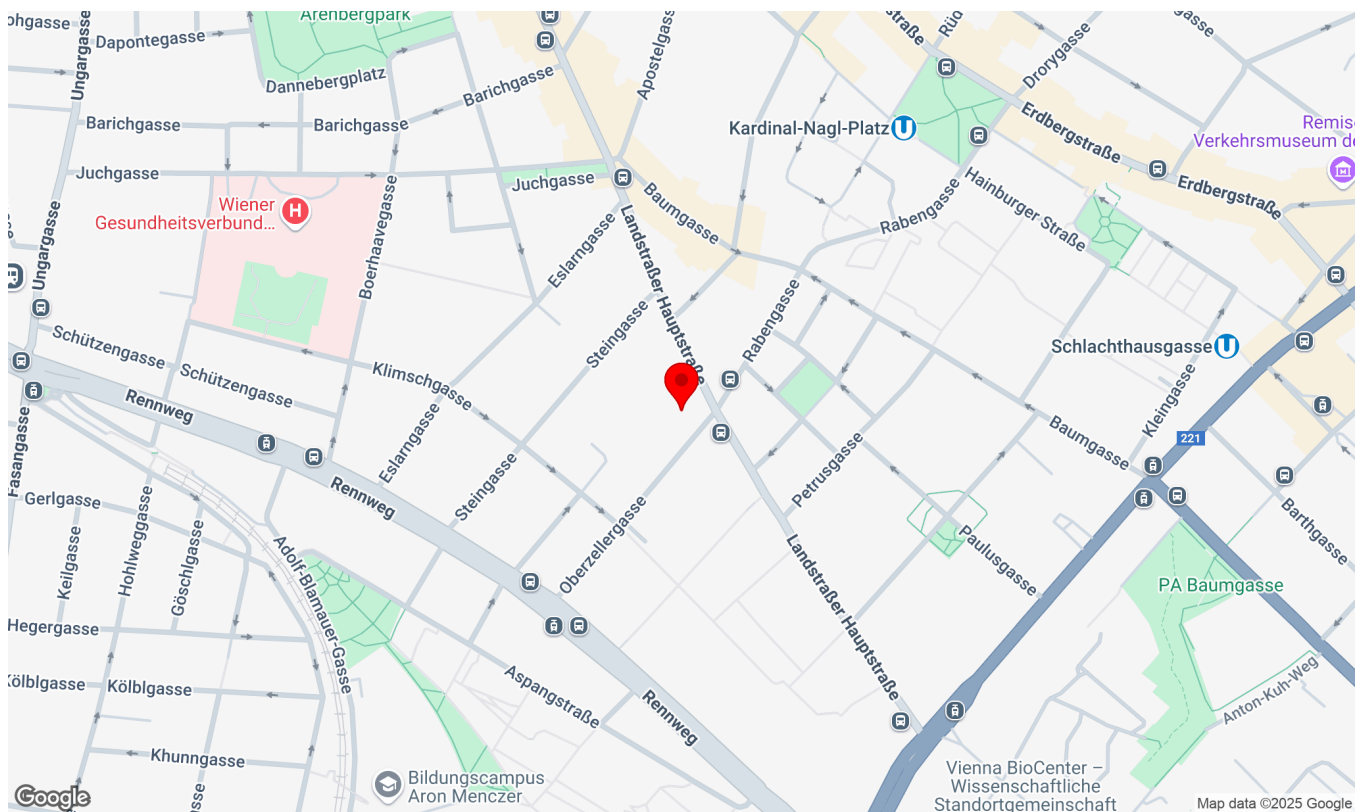 Arenbergpark
Dapontegasse
Ungargasse
Dannebergplatz
Barichgasse
Apostelgasse
Barichgasse
Barichgasse
Juchgasse
Juchgasse
Wiener
Gesundheitsverbund...
Boerhaavegasse
Ungargasse
Kardinal-Nagl-Platz
U
Drorygasse
Erdbergstraße
Remise
Verkehrsmuseum de
Erdbergstraße
Hainburger Straße
Rabengasse
Baumgasse
Landstraßer Hauptstraße
Eslarngasse
Steingasse
Rabengasse
Schlachthausgasse
U
Kleingasse
Baumgasse
221
Barthgasse
Schützengasse
Schützengasse
Klimschgasse
Eslarngasse
Steingasse
Rennweg
Rennweg
Fasangasse
Gerlgasse
Keilgasse
Hohlweggasse
Göschlgasse
Adolf-Blamauer-Gasse
Oberzellergasse
Petrusgasse
Paulusgasse
Landstraßer Hauptstraße
PA Baumgasse
Anton-Kuh-Weg
Hegergasse
Kölblgasse
Kölblgasse
Khunngasse
Aspangstraße
Rennweg
Bildungscampus
Aron Menczer
Vienna BioCenter –
Wissenschaftliche
Standortgemeinschaft
Google
Map data ©2025 Google